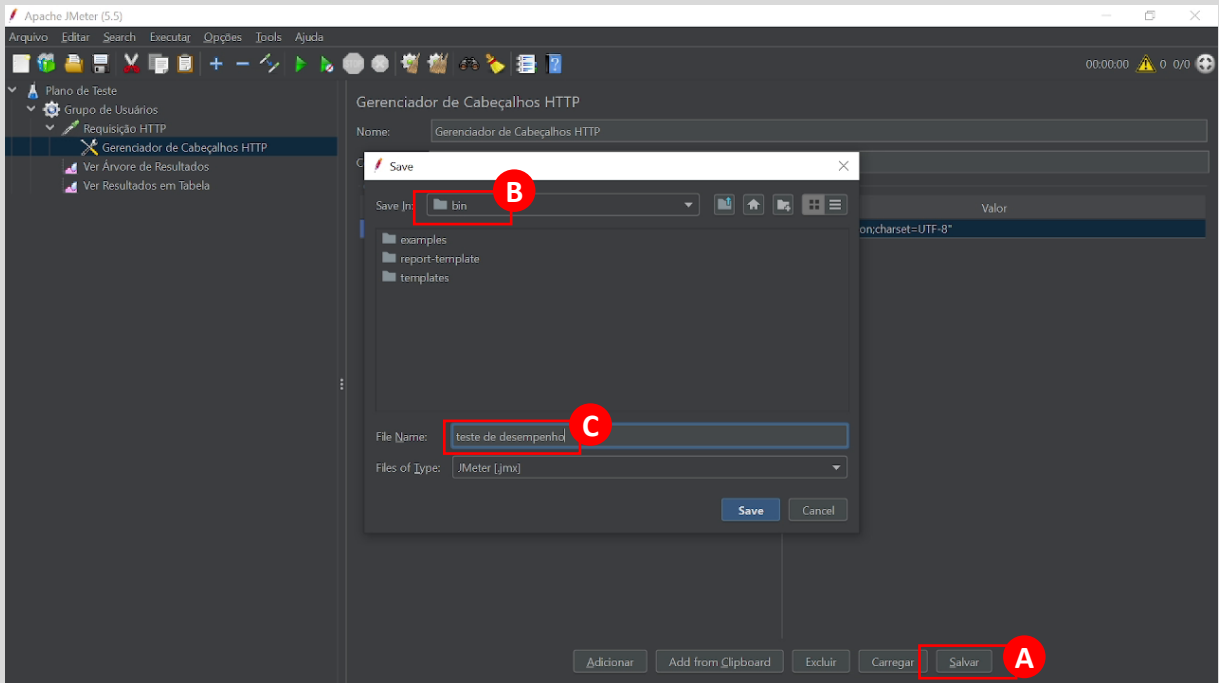 Apache JMeter (5.5)
Arquivo Editar Search Executar Opções Tools Ajuda
00:00:00 0 0/0
Plano de Teste
Grupo de Usuários
Requisição HTTP
Gerenciador de Cabeçalhos HTTP
Ver Árvore de Resultados
Ver Resultados em Tabela
Gerenciador de Cabeçalhos HTTP
Nome: Gerenciador de Cabeçalhos HTTP
Save
B
Save In: bin
Valor
on;charset=UTF-8"
examples
report-template
templates
C
File Name: teste de desempenho
Files of Type: JMeter [.jmx]
Save Cancel
Adicionar Add from Clipboard Excluir Carregar Salvar A